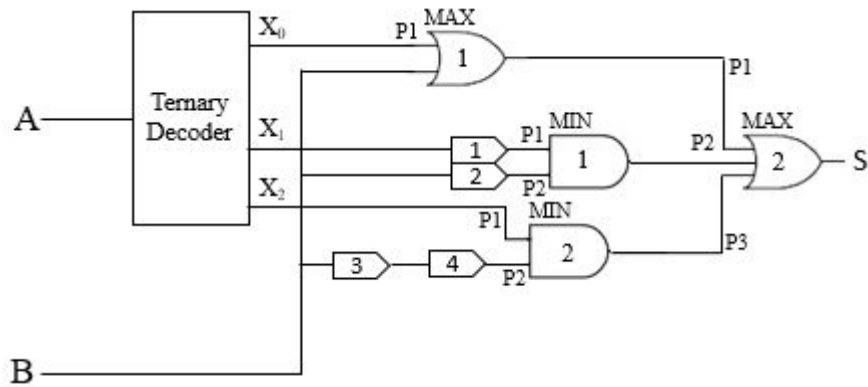 MAX
X₀ P1 1 P1
A Ternary Decoder
X₁ 1 P1 MIN 1 P2 MAX 2 S
2 P2
X₂ P1 MIN 2 P3
3 4 P2
B